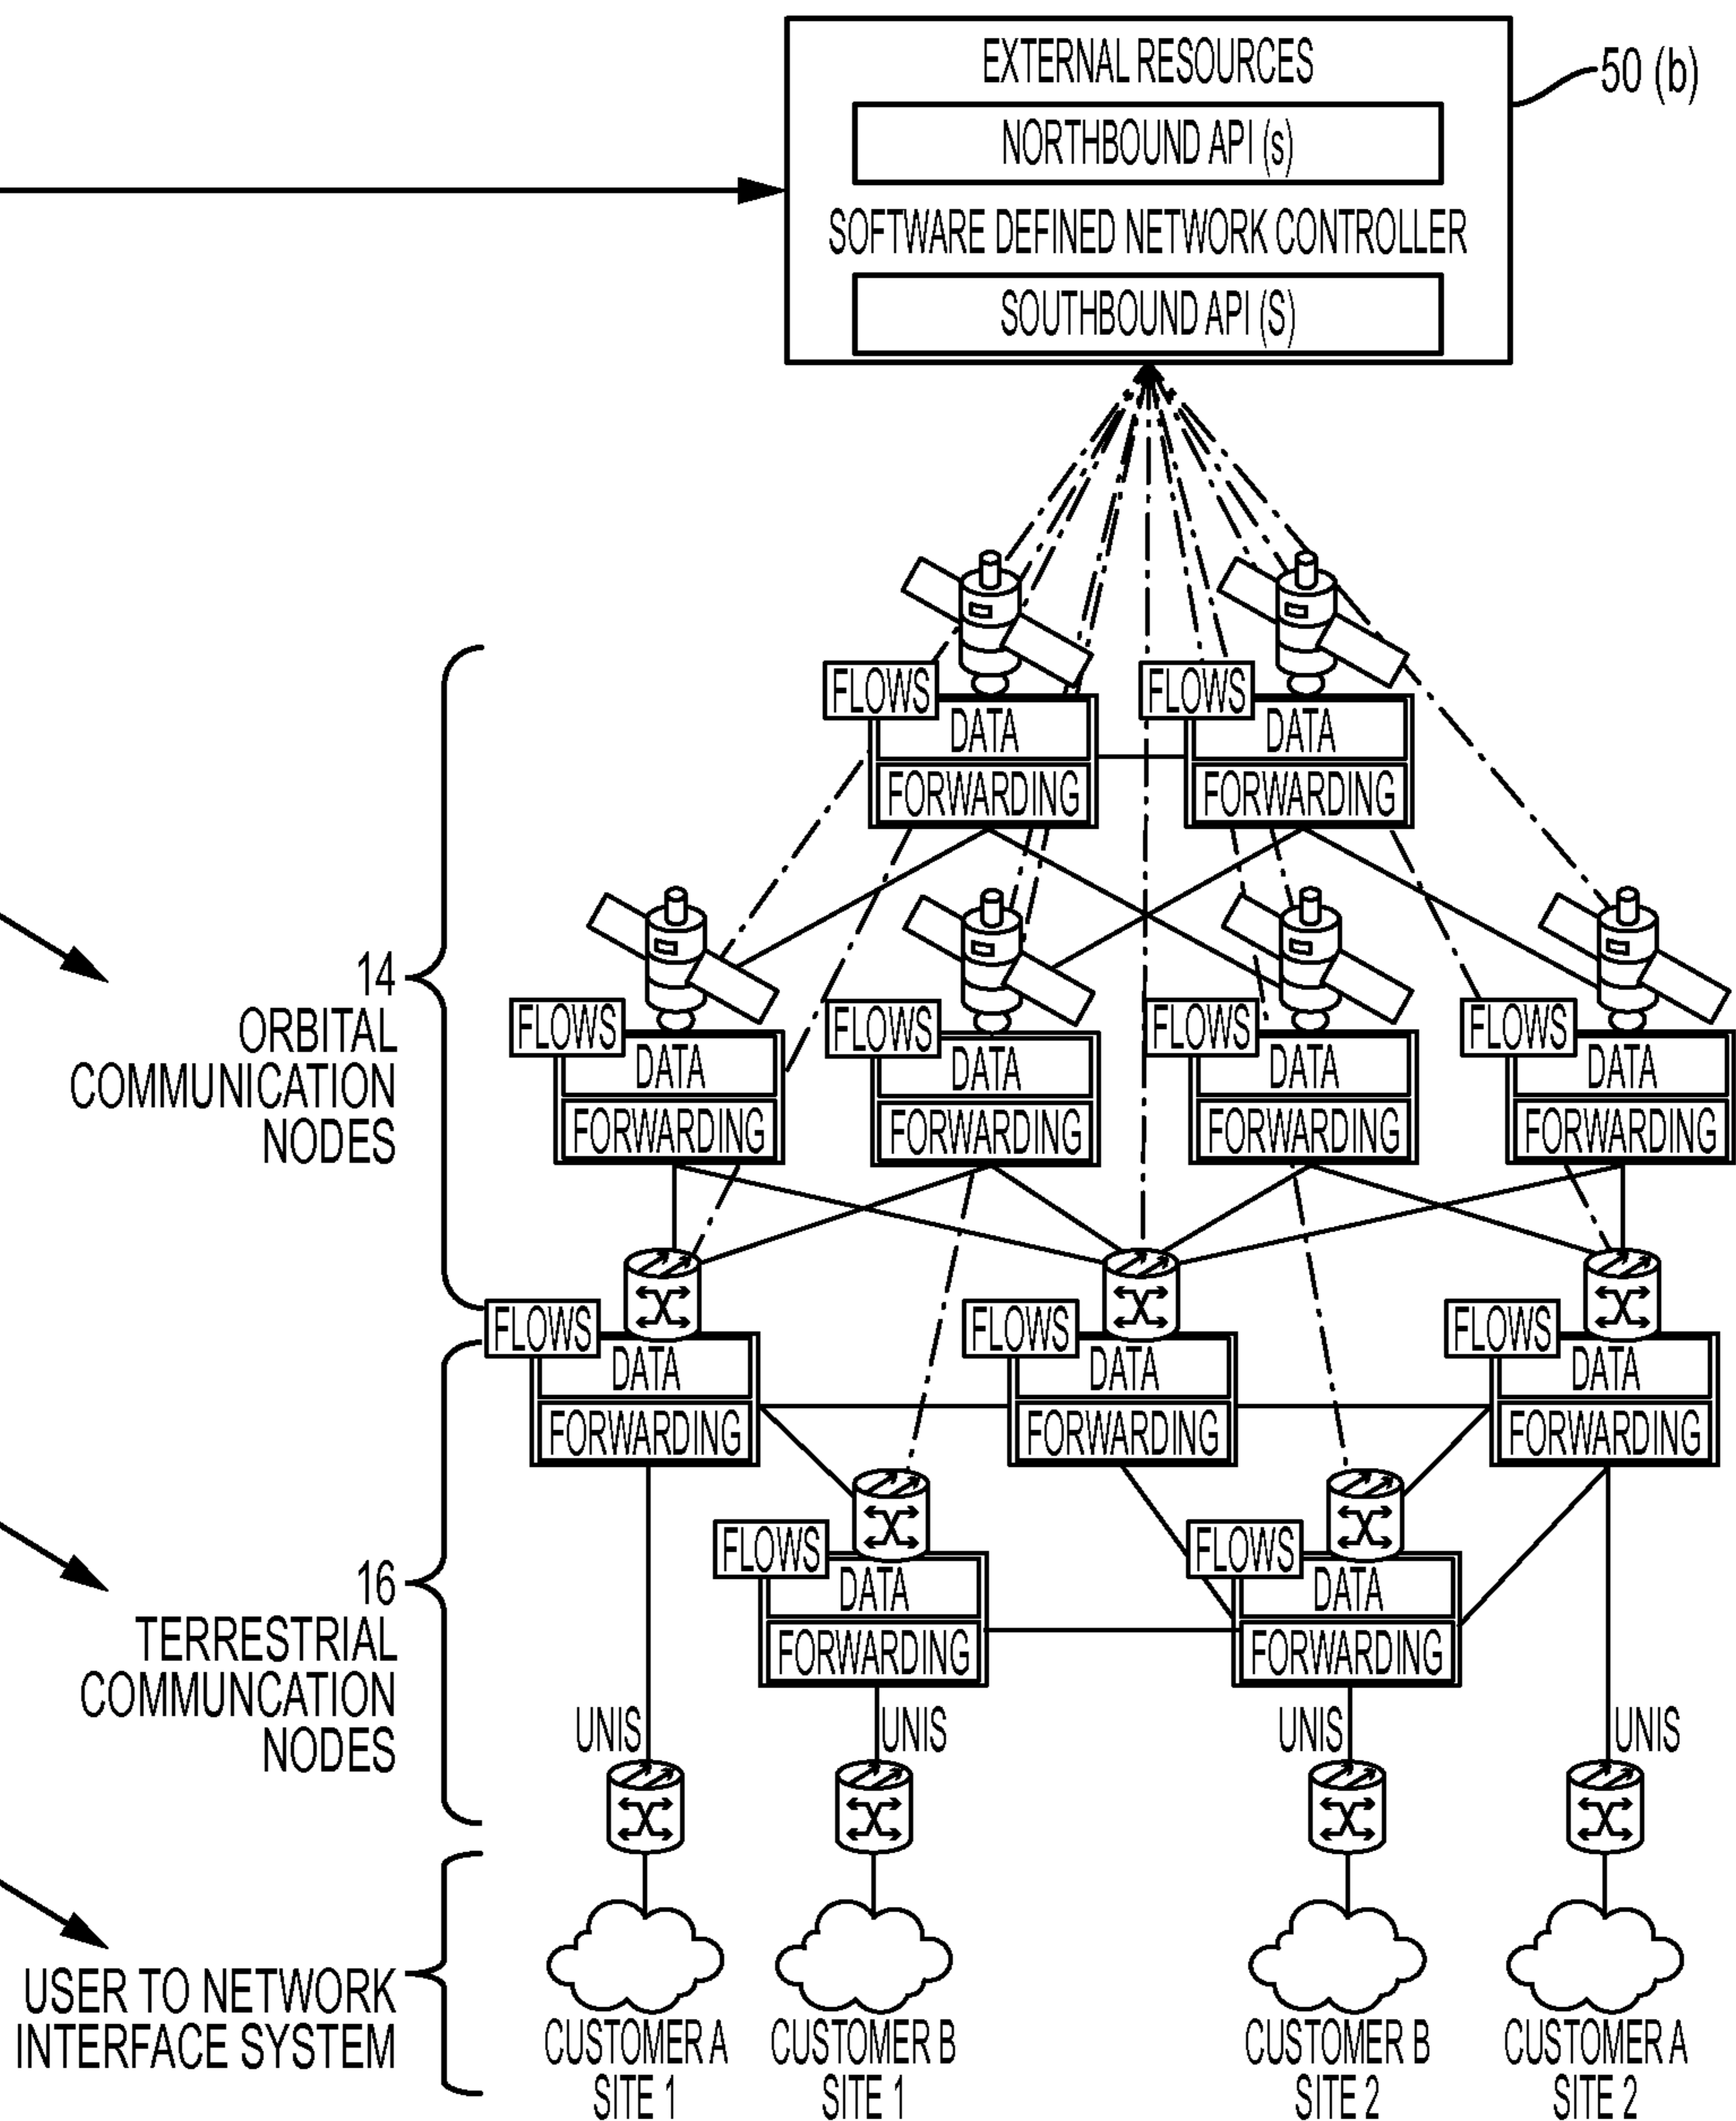 EXTERNAL RESOURCES
50 (b)
NORTHBOUND API (s)
SOFTWARE DEFINED NETWORK CONTROLLER
SOUTHBOUND API (S)
FLOWS
DATA
FORWARDING
FLOWS
DATA
FORWARDING
14
ORBITAL
COMMUNICATION
NODES
FLOWS
DATA
FORWARDING
FLOWS
DATA
FORWARDING
FLOWS
DATA
FORWARDING
FLOWS
DATA
FORWARDING
FLOWS
DATA
FORWARDING
FLOWS
DATA
FORWARDING
FLOWS
DATA
FORWARDING
16
TERRESTRIAL
COMMUNCATION
NODES
FLOWS
DATA
FORWARDING
FLOWS
DATA
FORWARDING
UNIS
UNIS
UNIS
UNIS
USER TO NETWORK
INTERFACE SYSTEM
CUSTOMER A
SITE 1
CUSTOMER B
SITE 1
CUSTOMER B
SITE 2
CUSTOMER A
SITE 2